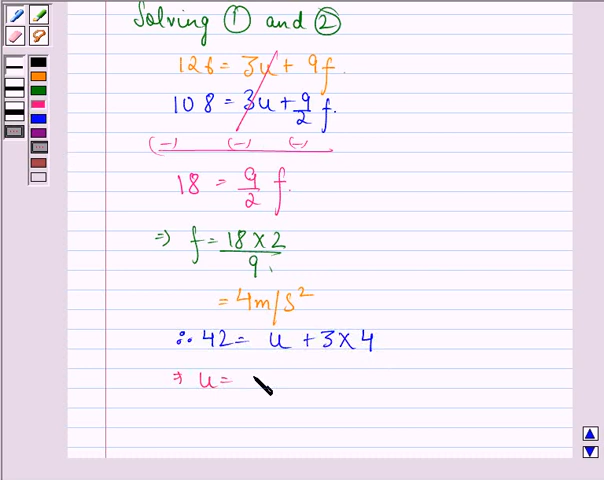 Solving ① and ②
126 = 3u + 9f.
108 = 3u + 9/2 f.
(-) (-) (-)
18 = 9/2 f.
⇒ f = 18 × 2 / 9
= 4m/s²
∴ 42 = u + 3 × 4
⇒ u =